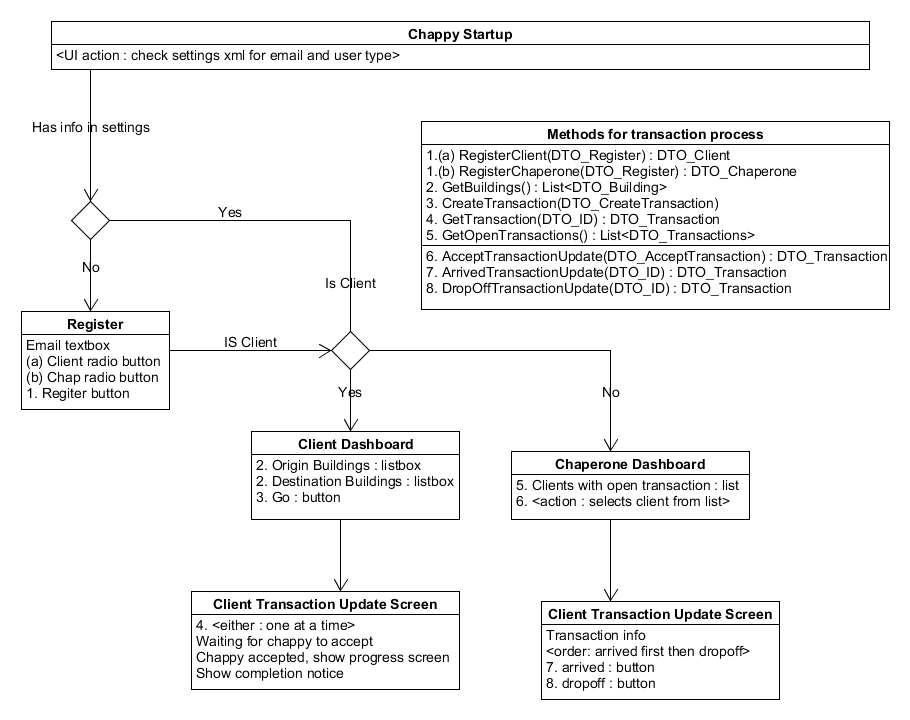 Chappy Startup
<UI action : check settings xml for email and user type>
Has info in settings
Methods for transaction process
1.(a) RegisterClient(DTO_Register) : DTO_Client
1.(b) RegisterChaperone(DTO_Register) : DTO_Chaperone
2. GetBuildings() : List<DTO_Building>
3. CreateTransaction(DTO_CreateTransaction)
4. GetTransaction(DTO_ID) : DTO_Transaction
5. GetOpenTransactions() : List<DTO_Transactions>
6. AcceptTransactionUpdate(DTO_AcceptTransaction) : DTO_Transaction
7. ArrivedTransactionUpdate(DTO_ID) : DTO_Transaction
8. DropOffTransactionUpdate(DTO_ID) : DTO_Transaction
Yes
No
Is Client
Register
Email textbox
(a) Client radio button
(b) Chap radio button
1. Regiter button
IS Client
Yes
No
Client Dashboard
2. Origin Buildings : listbox
2. Destination Buildings : listbox
3. Go : button
Chaperone Dashboard
5. Clients with open transaction : list
6. <action : selects client from list>
Client Transaction Update Screen
4. <either : one at a time>
Waiting for chappy to accept
Chappy accepted, show progress screen
Show completion notice
Client Transaction Update Screen
Transaction info
<order: arrived first then dropoff>
7. arrived : button
8. dropoff : button